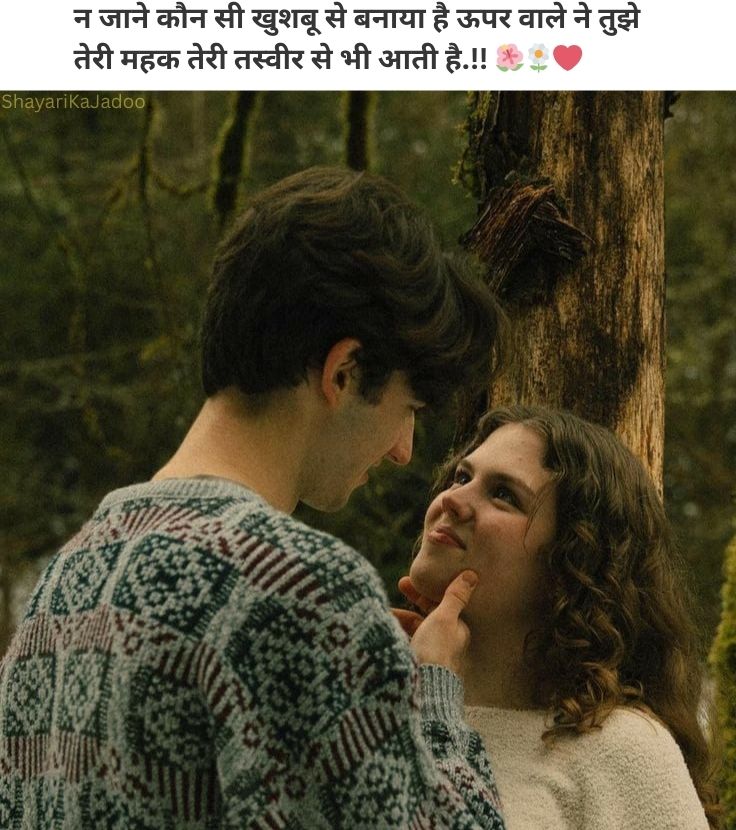 न जाने कौन सी खुशबू से बनाया है ऊपर वाले ने तुझे
तेरी महक तेरी तस्वीर से भी आती है.!! 🌺🌼❤️
ShayariKaJadoo